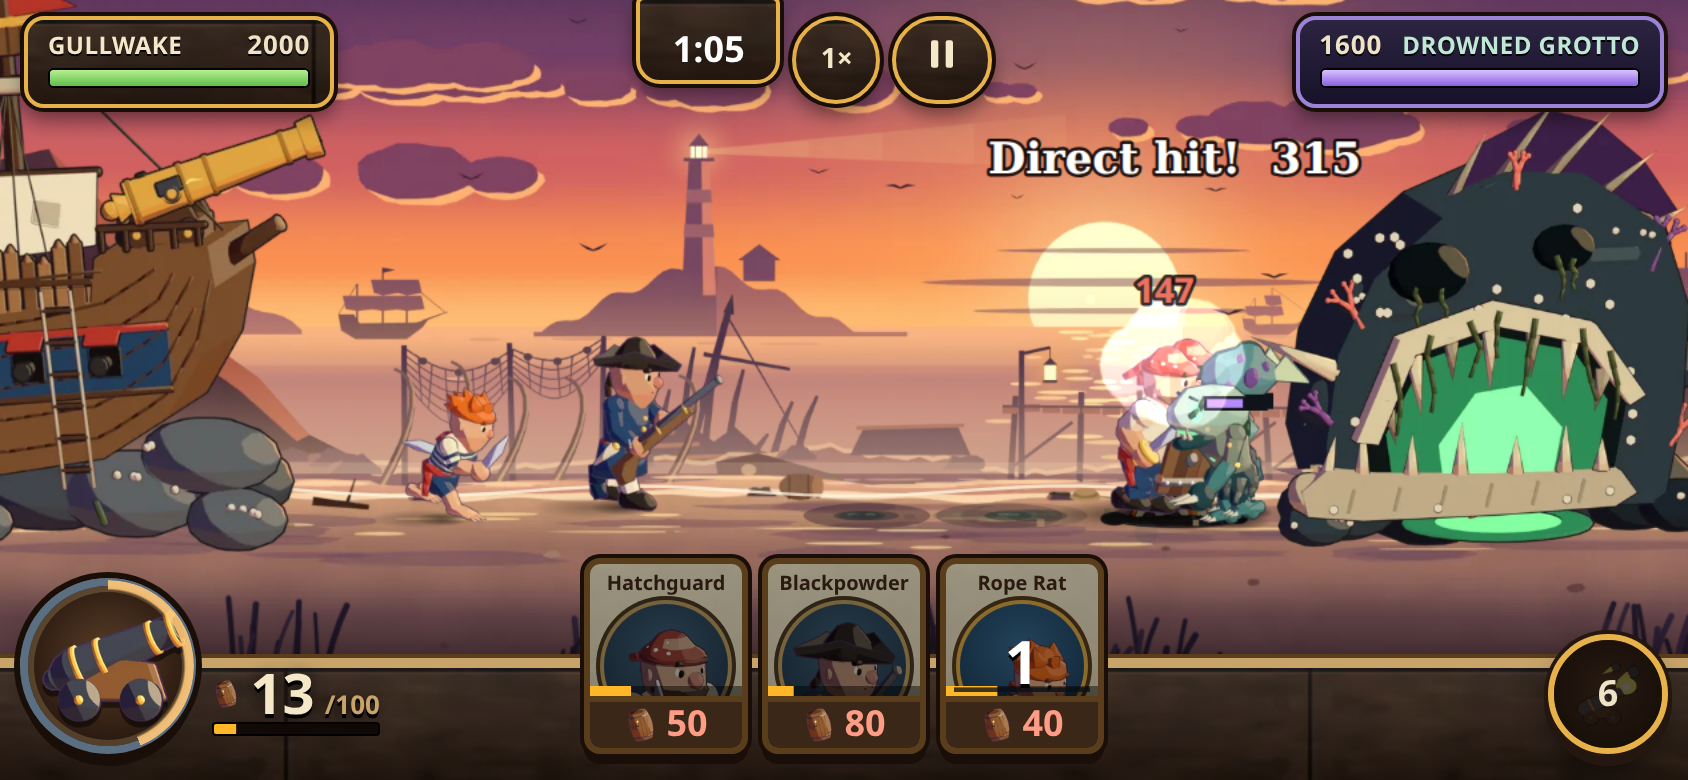 GULLWAKE 2000
1:05
1×
1600 DROWNED GROTTO
Direct hit! 315
147
Hatchguard
Blackpowder
Rope Rat
1
13 /100
50
80
40
6